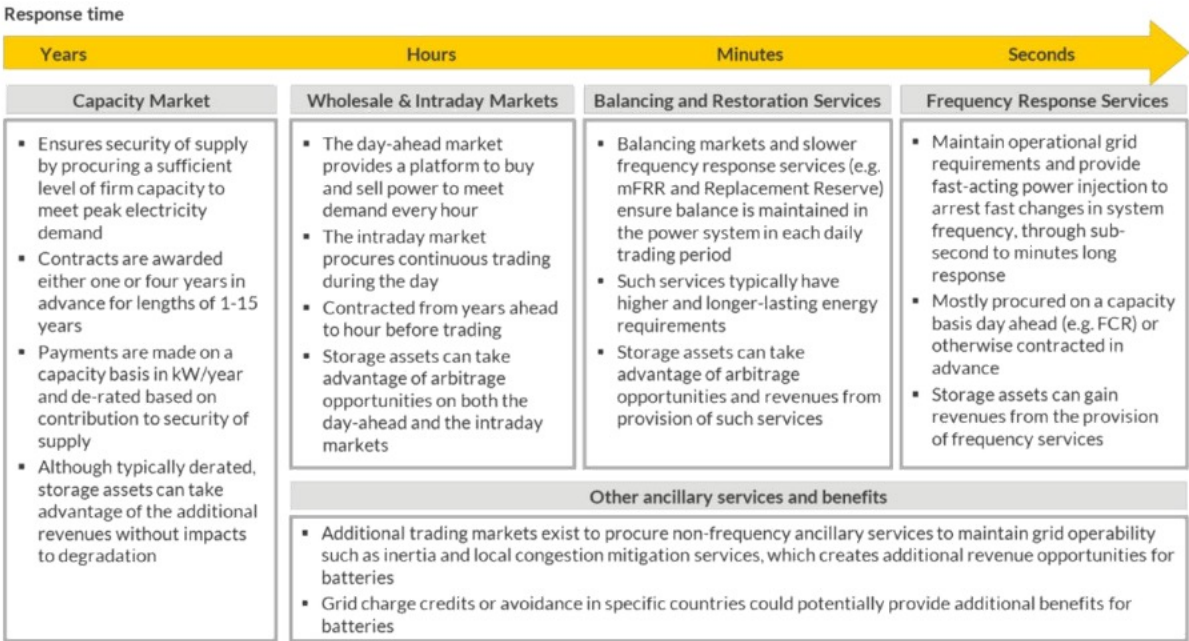 Response time
Years
Hours
Minutes
Seconds
Capacity Market
▪ Ensures security of supply
by procuring a sufficient
level of firm capacity to
meet peak electricity
demand
▪ Contracts are awarded
either one or four years in
advance for lengths of 1-15
years
▪ Payments are made on a
capacity basis in kW/year
and de-rated based on
contribution to security of
supply
▪ Although typically derated,
storage assets can take
advantage of the additional
revenues without impacts
to degradation
Wholesale & Intraday Markets
▪ The day-ahead market
provides a platform to buy
and sell power to meet
demand every hour
▪ The intraday market
procures continuous trading
during the day
▪ Contracted from years ahead
to hour before trading
▪ Storage assets can take
advantage of arbitrage
opportunities on both the
day-ahead and the intraday
markets
Balancing and Restoration Services
▪ Balancing markets and slower
frequency response services (e.g.
mFRR and Replacement Reserve)
ensure balance is maintained in
the power system in each daily
trading period
▪ Such services typically have
higher and longer-lasting energy
requirements
▪ Storage assets can take
advantage of arbitrage
opportunities and revenues from
provision of such services
Frequency Response Services
▪ Maintain operational grid
requirements and provide
fast-acting power injection to
arrest fast changes in system
frequency, through sub-
second to minutes long
response
▪ Mostly procured on a capacity
basis day ahead (e.g. FCR) or
otherwise contracted in
advance
▪ Storage assets can gain
revenues from the provision
of frequency services
Other ancillary services and benefits
▪ Additional trading markets exist to procure non-frequency ancillary services to maintain grid operability
such as inertia and local congestion mitigation services, which creates additional revenue opportunities for
batteries
▪ Grid charge credits or avoidance in specific countries could potentially provide additional benefits for
batteries